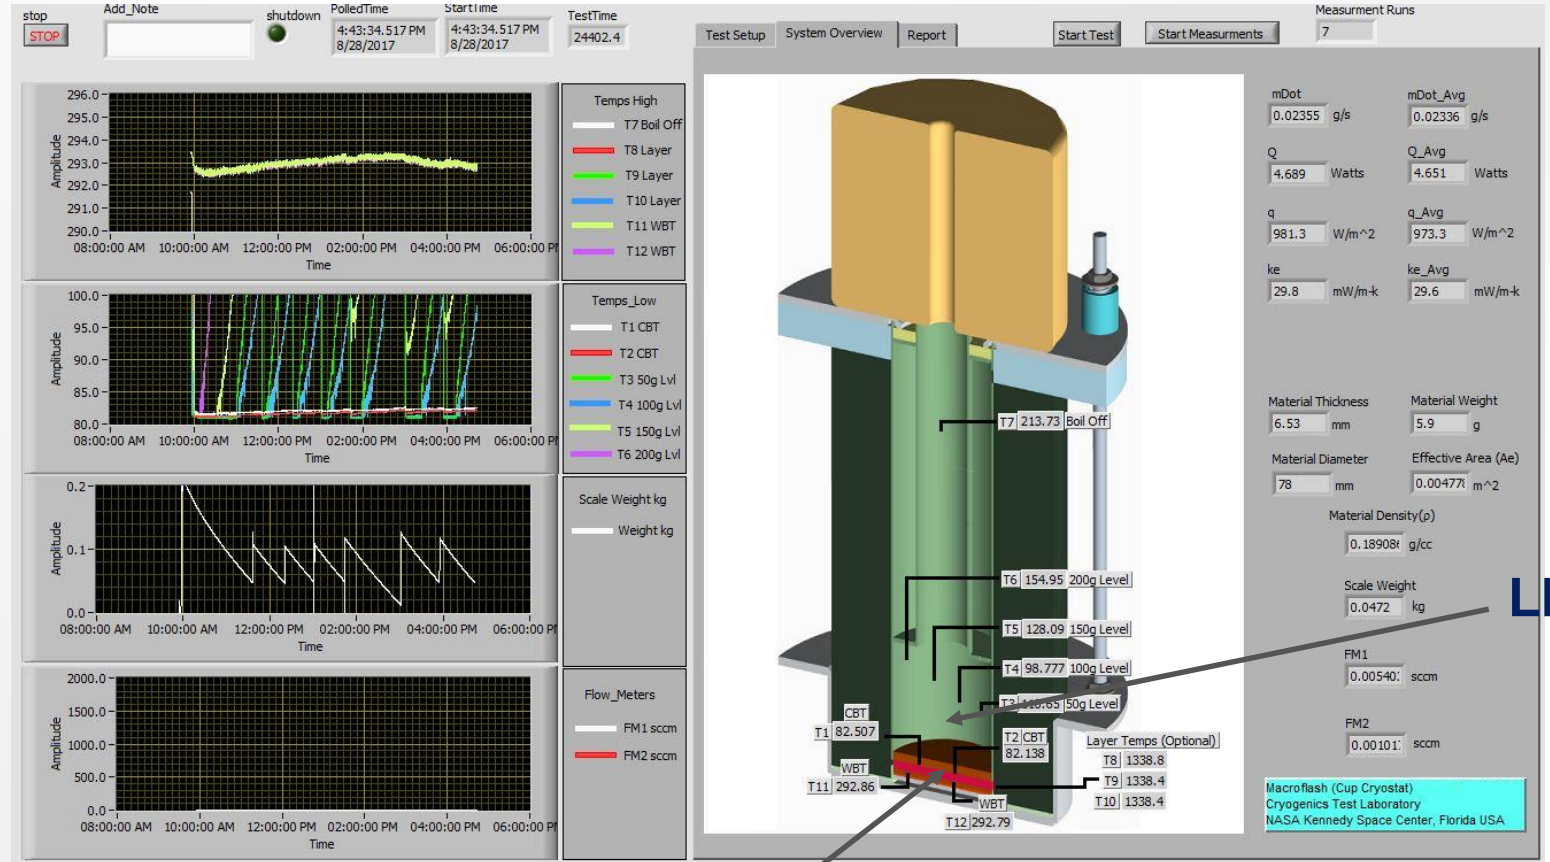 stop
STOP
Add_Note
shutdown
PolledTime
4:43:34.517 PM
8/28/2017
StartTime
4:43:34.517 PM
8/28/2017
TestTime
24402.4
Test Setup
System Overview
Report
Start Test
Start Measurments
Measurment Runs
7
296.0
295.0
294.0
293.0
292.0
291.0
290.0
Amplitude
08:00:00 AM 10:00:00 AM 12:00:00 PM 02:00:00 PM 04:00:00 PM 06:00:00 P
Time
Temps High
T7 Boil Off
T8 Layer
T9 Layer
T10 Layer
T11 WBT
T12 WBT
100.0
95.0
90.0
85.0
80.0
Amplitude
08:00:00 AM 10:00:00 AM 12:00:00 PM 02:00:00 PM 04:00:00 PM 06:00:00 P
Time
Temps_Low
T1 CBT
T2 CBT
T3 50g Lvl
T4 100g Lvl
T5 150g Lvl
T6 200g Lvl
0.2
0.1
0.0
Amplitude
08:00:00 AM 10:00:00 AM 12:00:00 PM 02:00:00 PM 04:00:00 PM 06:00:00 P
Time
Scale Weight kg
Weight kg
2000.0
1500.0
1000.0
500.0
0.0
Amplitude
08:00:00 AM 10:00:00 AM 12:00:00 PM 02:00:00 PM 04:00:00 PM 06:00:00 P
Time
Flow_Meters
FM1 sccm
FM2 sccm
T7 213.73 Boil Off
T6 154.95 200g Level
T5 128.09 150g Level
T4 98.777 100g Level
T3 50g Level
CBT
T1 82.507
T2 CBT
82.138
WBT
T11 292.86
WBT
T12 292.79
Layer Temps (Optional)
T8 1338.8
T9 1338.4
T10 1338.4
mDot
0.02355 g/s
mDot_Avg
0.02336 g/s
Q
4.689 Watts
Q_Avg
4.651 Watts
q
981.3 W/m^2
q_Avg
973.3 W/m^2
ke
29.8 mW/m-k
ke_Avg
29.6 mW/m-k
Material Thickness
6.53 mm
Material Weight
5.9 g
Material Diameter
78 mm
Effective Area (Ae)
0.00477 m^2
Material Density(ρ)
0.18908 g/cc
Scale Weight
0.0472 kg
FM1
0.00540 sccm
FM2
0.00101 sccm
Macroflash (Cup Cryostat)
Cryogenics Test Laboratory
NASA Kennedy Space Center, Florida USA